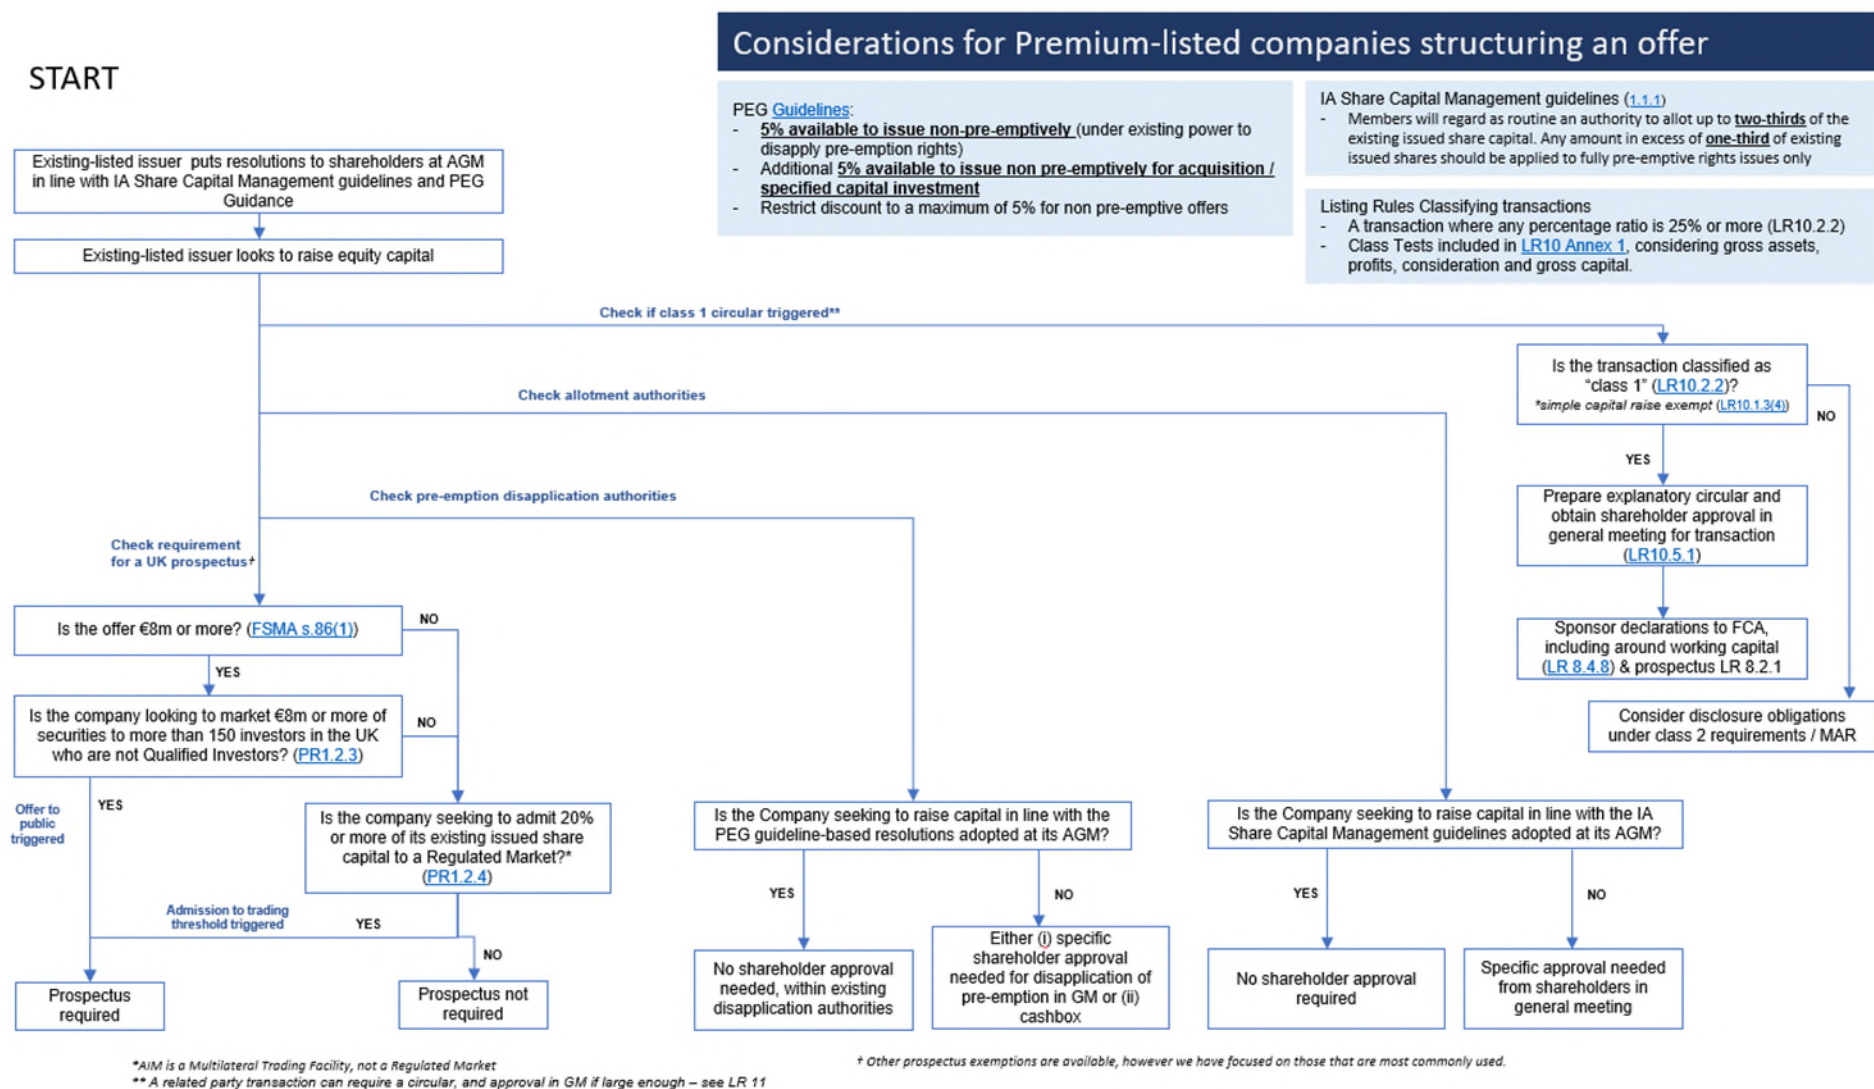 Considerations for Premium-listed companies structuring an offer
START
PEG Guidelines:
- 5% available to issue non-pre-emptively (under existing power to
disapply pre-emption rights)
- Additional 5% available to issue non pre-emptively for acquisition /
specified capital investment
- Restrict discount to a maximum of 5% for non pre-emptive offers
IA Share Capital Management guidelines (1.1.1)
- Members will regard as routine an authority to allot up to two-thirds of the
existing issued share capital. Any amount in excess of one-third of existing
issued shares should be applied to fully pre-emptive rights issues only
Listing Rules Classifying transactions
- A transaction where any percentage ratio is 25% or more (LR10.2.2)
- Class Tests included in LR10 Annex 1, considering gross assets,
profits, consideration and gross capital.
Existing-listed issuer puts resolutions to shareholders at AGM
in line with IA Share Capital Management guidelines and PEG
Guidance
Existing-listed issuer looks to raise equity capital
Check if class 1 circular triggered**
Is the transaction classified as
"class 1" (LR10.2.2)?
*simple capital raise exempt (LR10.1.3(4))
NO
YES
Prepare explanatory circular and
obtain shareholder approval in
general meeting for transaction
(LR10.5.1)
Sponsor declarations to FCA,
including around working capital
(LR 8.4.8) & prospectus LR 8.2.1
Consider disclosure obligations
under class 2 requirements / MAR
Check allotment authorities
Check pre-emption disapplication authorities
Check requirement
for a UK prospectus†
Is the offer €8m or more? (FSMA s.86(1))
NO
YES
Is the company looking to market €8m or more of
securities to more than 150 investors in the UK
who are not Qualified Investors? (PR1.2.3)
NO
Offer to
public
triggered
YES
Is the company seeking to admit 20%
or more of its existing issued share
capital to a Regulated Market?*
(PR1.2.4)
Admission to trading
threshold triggered
YES
NO
Prospectus
required
Prospectus not
required
Is the Company seeking to raise capital in line with the
PEG guideline-based resolutions adopted at its AGM?
YES
NO
No shareholder approval
needed, within existing
disapplication authorities
Either (i) specific
shareholder approval
needed for disapplication of
pre-emption in GM or (ii)
cashbox
Is the Company seeking to raise capital in line with the IA
Share Capital Management guidelines adopted at its AGM?
YES
NO
No shareholder approval
required
Specific approval needed
from shareholders in
general meeting
*AIM is a Multilateral Trading Facility, not a Regulated Market
** A related party transaction can require a circular, and approval in GM if large enough – see LR 11
† Other prospectus exemptions are available, however we have focused on those that are most commonly used.